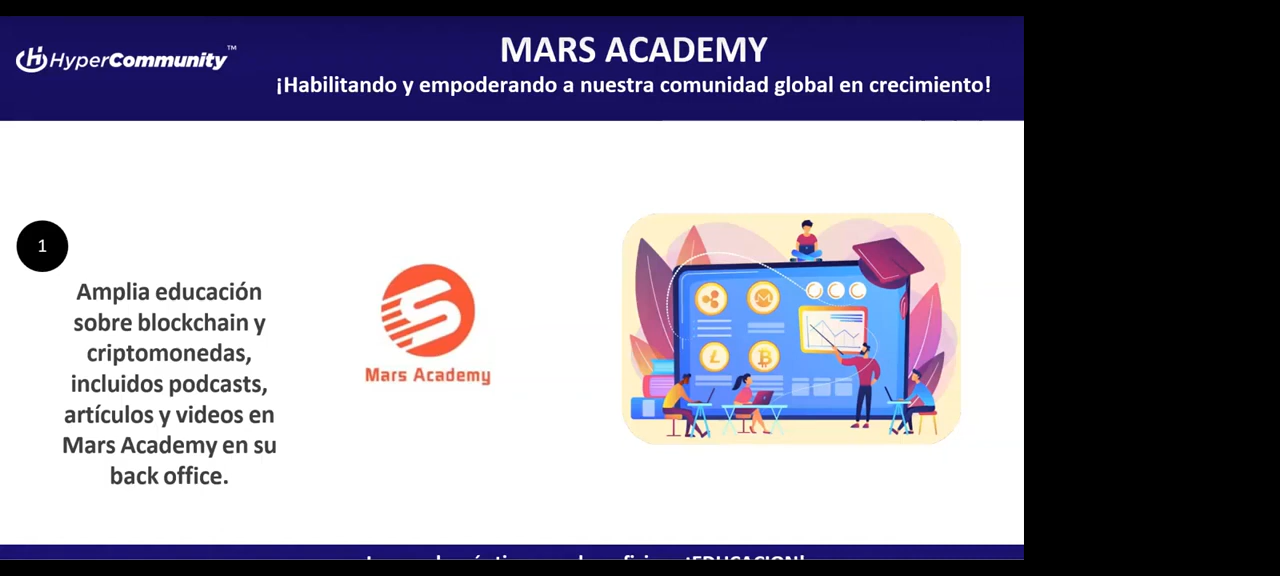 HyperCommunity™
MARS ACADEMY
¡Habilitando y empoderando a nuestra comunidad global en crecimiento!
1
Amplia educación
sobre blockchain y
criptomonedas,
incluidos podcasts,
artículos y videos en
Mars Academy en su
back office.
Mars Academy
¡EDUCACION!